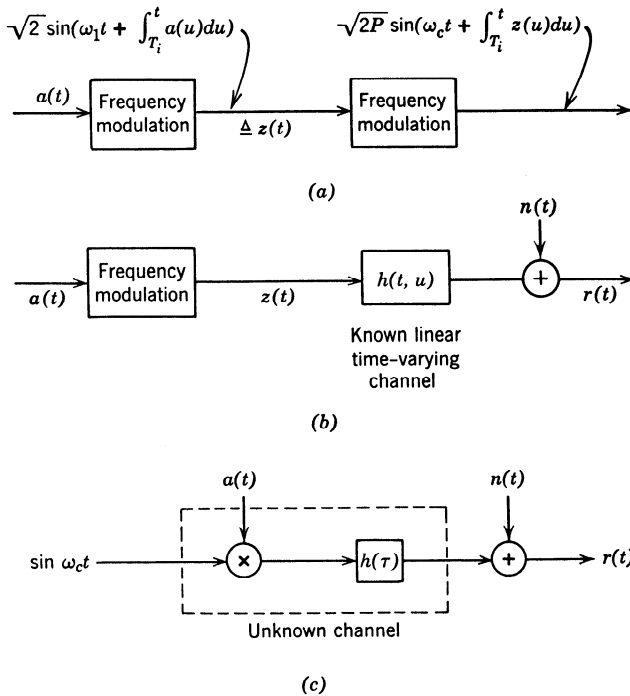 √2 sin(ω₁t + ∫_{T_i}^{t} a(u)du)
√2P sin(ω_c t + ∫_{T_i}^{t} z(u)du)
a(t)
Frequency
modulation
≜ z(t)
Frequency
modulation
(a)
n(t)
a(t)
Frequency
modulation
z(t)
h(t, u)
+
r(t)
Known linear
time-varying
channel
(b)
a(t)
n(t)
sin ω_c t
×
h(τ)
+
r(t)
Unknown channel
(c)